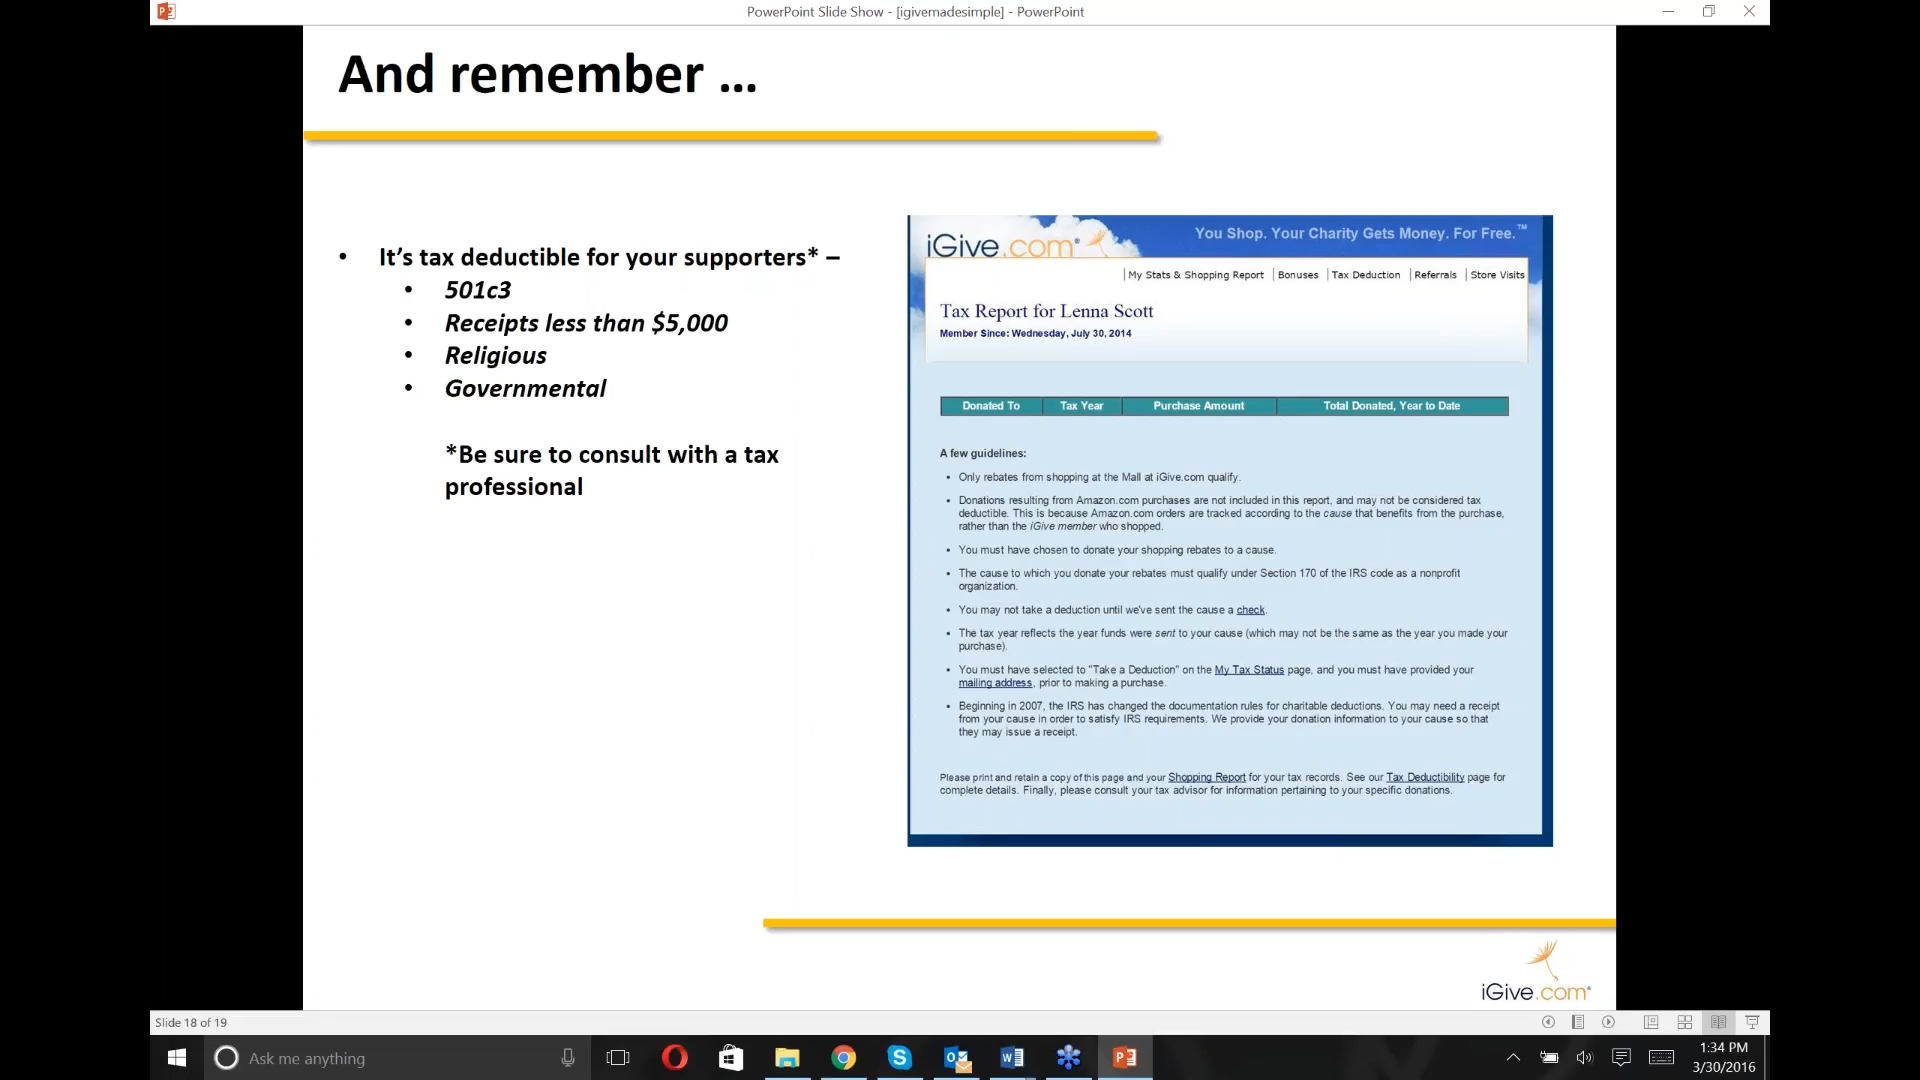 PowerPoint Slide Show - [igivemadesimple] - PowerPoint
And remember ...
• It's tax deductible for your supporters* –
• 501c3
• Receipts less than $5,000
• Religious
• Governmental
*Be sure to consult with a tax
professional
iGive.com®
You Shop. Your Charity Gets Money. For Free.™
|My Stats & Shopping Report |Bonuses |Tax Deduction |Referrals |Store Visits
Tax Report for Lenna Scott
Member Since: Wednesday, July 30, 2014
Donated To Tax Year Purchase Amount Total Donated, Year to Date
A few guidelines:
• Only rebates from shopping at the Mall at iGive.com qualify.
• Donations resulting from Amazon.com purchases are not included in this report, and may not be considered tax
deductible. This is because Amazon.com orders are tracked according to the cause that benefits from the purchase,
rather than the iGive member who shopped.
• You must have chosen to donate your shopping rebates to a cause.
• The cause to which you donate your rebates must qualify under Section 170 of the IRS code as a nonprofit
organization.
• You may not take a deduction until we've sent the cause a check.
• The tax year reflects the year funds were sent to your cause (which may not be the same as the year you made your
purchase).
• You must have selected to "Take a Deduction" on the My Tax Status page, and you must have provided your
mailing address, prior to making a purchase.
• Beginning in 2007, the IRS has changed the documentation rules for charitable deductions. You may need a receipt
from your cause in order to satisfy IRS requirements. We provide your donation information to your cause so that
they may issue a receipt.
Please print and retain a copy of this page and your Shopping Report for your tax records. See our Tax Deductibility page for
complete details. Finally, please consult your tax advisor for information pertaining to your specific donations.
iGive.com®
Slide 18 of 19
Ask me anything
1:34 PM
3/30/2016